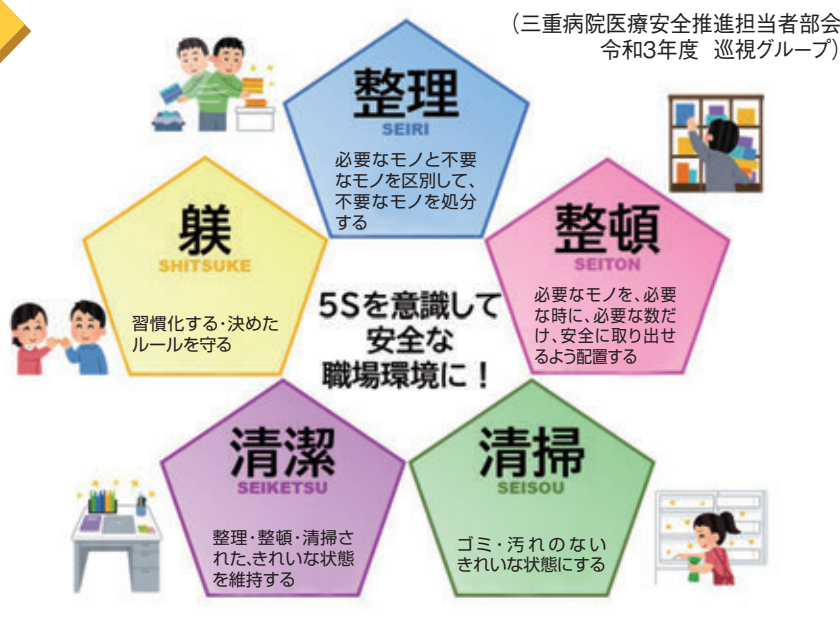 (三重病院医療安全推進担当者部会
令和3年度 巡視グループ)
整理
SEIRI
必要なモノと不要
なモノを区別して、
不要なモノを処分
する
整頓
SEITON
必要なモノを、必要
な時に、必要な数だ
け、安全に取り出せ
るよう配置する
躾
SHITSUKE
習慣化する・決めた
ルールを守る
5Sを意識して
安全な
職場環境に!
清潔
SEIKETSU
整理・整頓・清掃さ
れた、きれいな状態
を維持する
清掃
SEISOU
ゴミ・汚れのない
きれいな状態にする